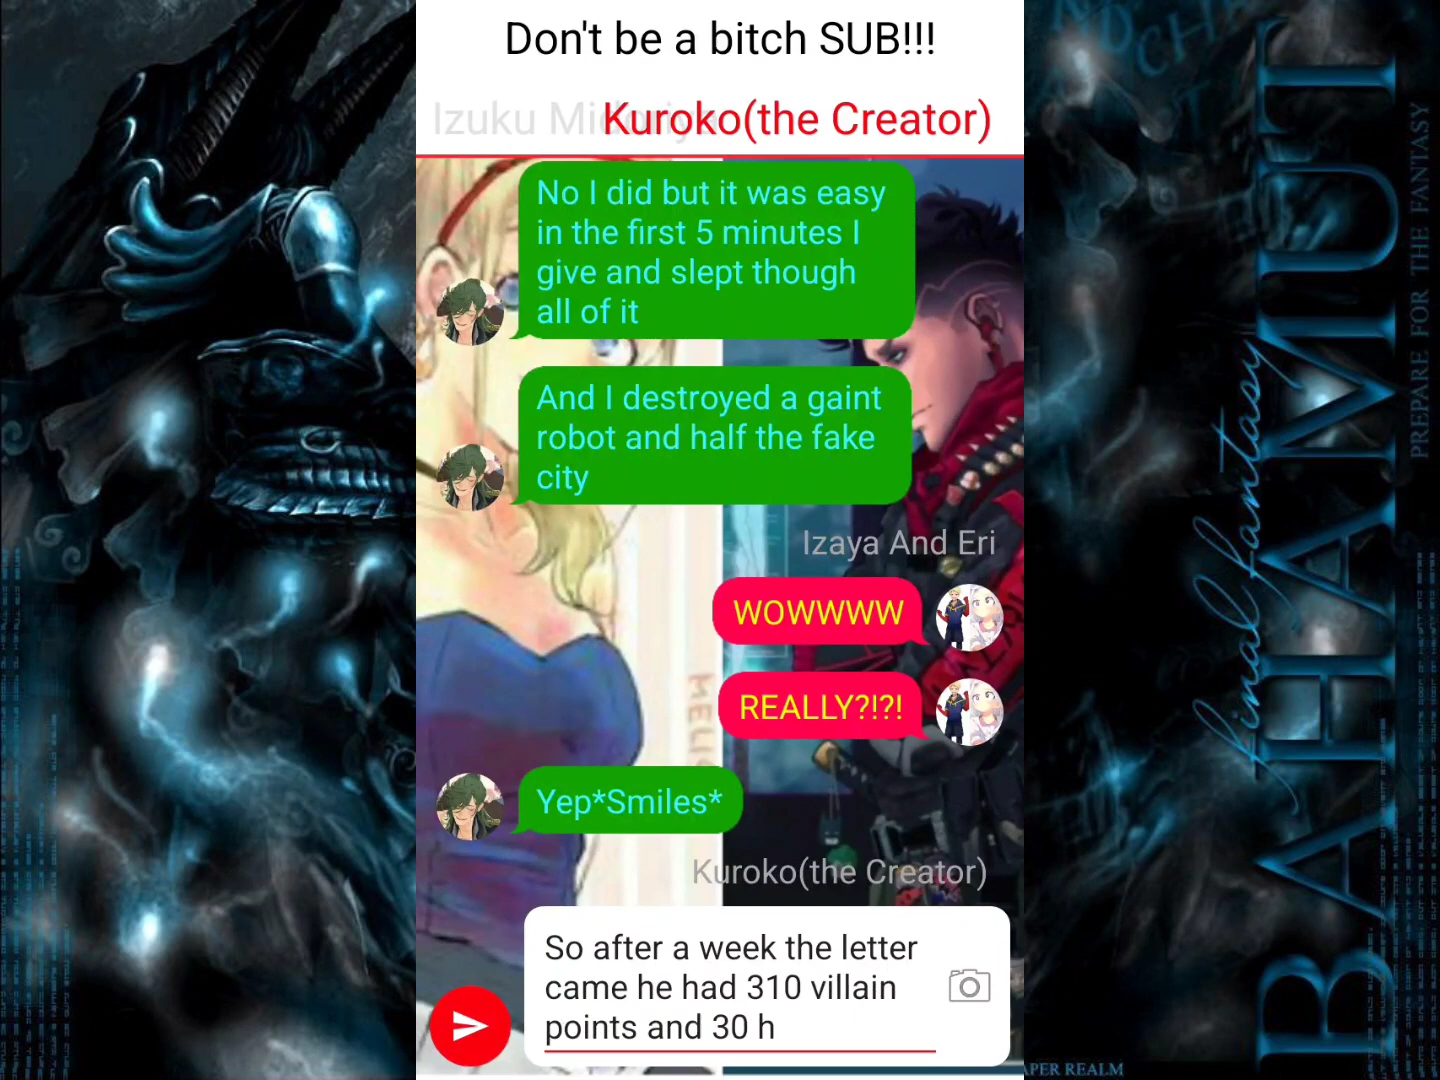 Don't be a bitch SUB!!!
Izuku Midoriya
Kuroko(the Creator)
No I did but it was easy
in the first 5 minutes I
give and slept though
all of it
And I destroyed a gaint
robot and half the fake
city
Izaya And Eri
WOWWWW
REALLY?!?!
Yep*Smiles*
Kuroko(the Creator)
So after a week the letter
came he had 310 villain
points and 30 h
final fantasy
BAHAMUT
PREPARE FOR THE FANTASY